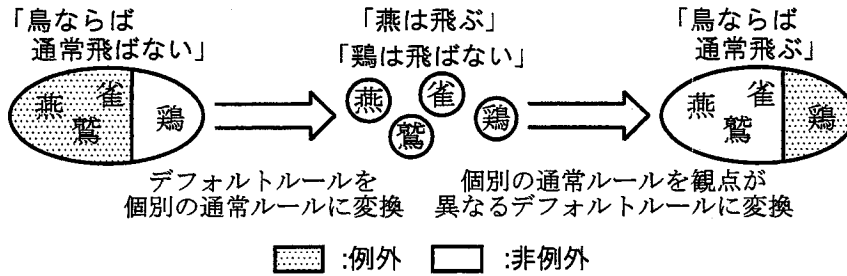 「鳥ならば
通常飛ばない」
「燕は飛ぶ」
「鶏は飛ばない」
「鳥ならば
通常飛ぶ」
燕 雀
鷲
鶏
燕
雀
鷲
鶏
燕 雀
鷲
鶏
デフォルトルールを
個別の通常ルールに変換
個別の通常ルールを観点が
異なるデフォルトルールに変換
:例外 :非例外